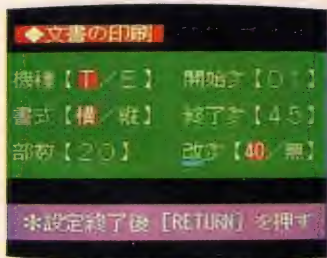 ◆文書の印刷
機種【T/E】 開始頁【01】
書式【横/縦】 終了頁【45】
部数【20】 改頁【40/無】
*設定終了後 [RETURN] を押す